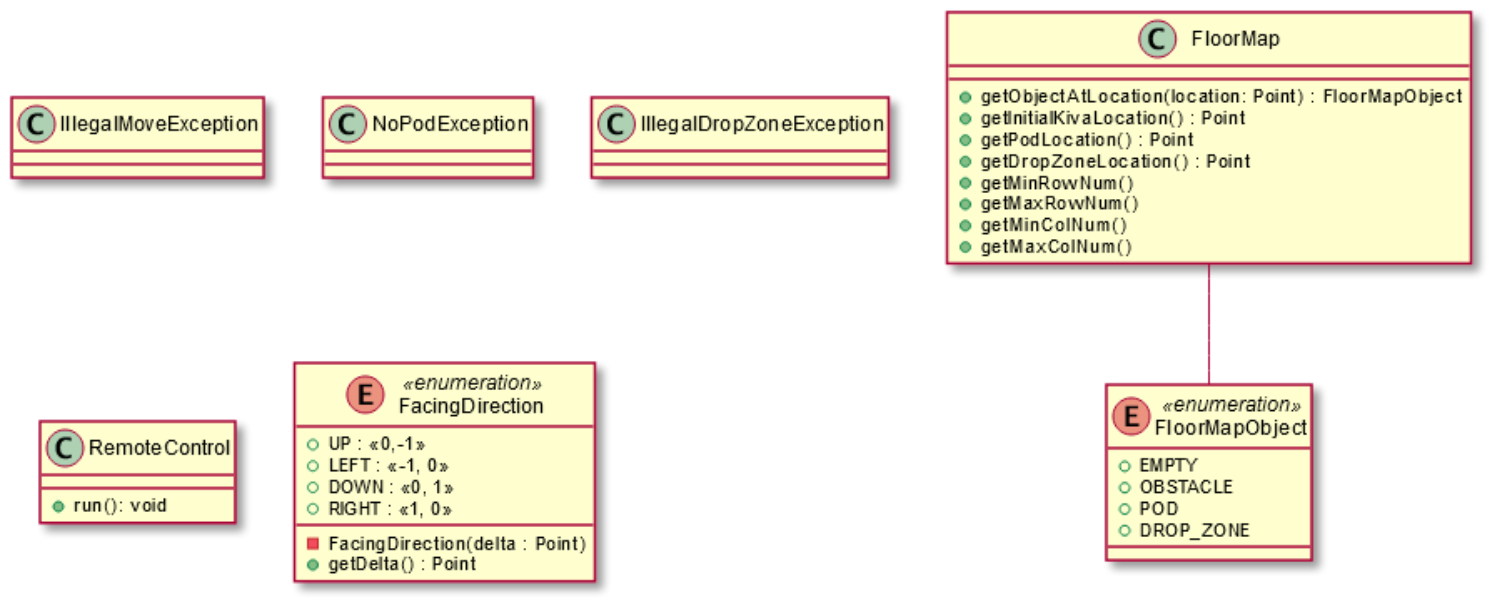 C FloorMap
getObjectAtLocation(location: Point) : FloorMapObject
getInitialKivaLocation() : Point
getPodLocation() : Point
getDropZoneLocation() : Point
getMinRowNum()
getMaxRowNum()
getMinColNum()
getMaxColNum()
C IllegalMoveException
C NoPodException
C IllegalDropZoneException
C RemoteControl
run(): void
E «enumeration»
FacingDirection
UP : «0,-1»
LEFT : «-1, 0»
DOWN : «0, 1»
RIGHT : «1, 0»
FacingDirection(delta : Point)
getDelta() : Point
E «enumeration»
FloorMapObject
EMPTY
OBSTACLE
POD
DROP_ZONE